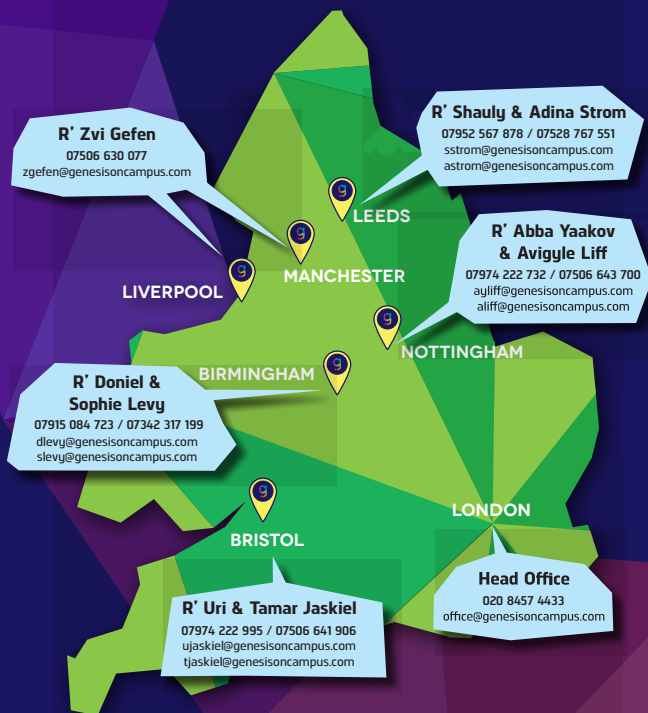 R' Zvi Gefen
07506 630 077
zgefen@genesisoncampus.com
R' Shauly & Adina Strom
07952 567 878 / 07528 767 551
sstrom@genesisoncampus.com
astrom@genesisoncampus.com
g
LEEDS
g
MANCHESTER
g
LIVERPOOL
R' Abba Yaakov
& Avigyle Liff
07974 222 732 / 07506 643 700
ayliff@genesisoncampus.com
aliff@genesisoncampus.com
g
NOTTINGHAM
g
BIRMINGHAM
R' Doniel &
Sophie Levy
07915 084 723 / 07342 317 199
dlevy@genesisoncampus.com
slevy@genesisoncampus.com
g
BRISTOL
R' Uri & Tamar Jaskiel
07974 222 995 / 07506 641 906
ujaskiel@genesisoncampus.com
tjaskiel@genesisoncampus.com
LONDON
Head Office
020 8457 4433
office@genesisoncampus.com